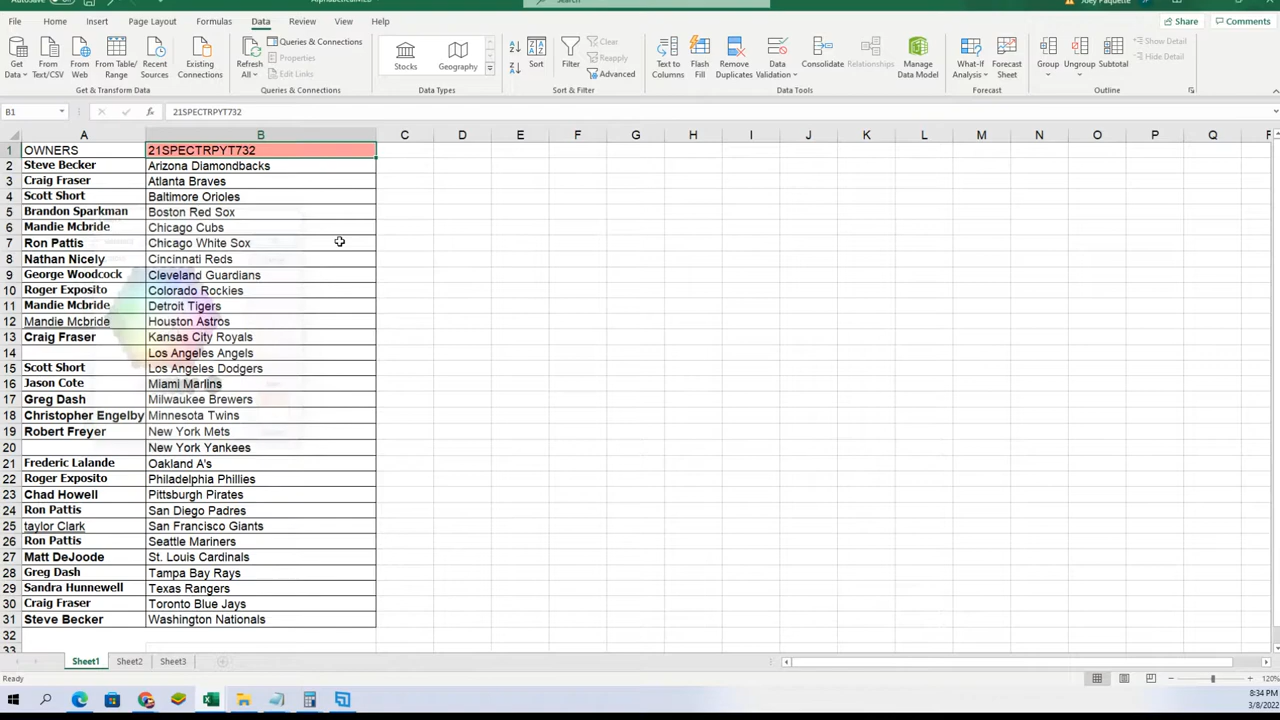 Search
File Home Insert Page Layout Formulas Data Review View Help Share Comments
Get Data From Text/CSV From Web From Table/Range Recent Sources Existing Connections Refresh All Queries & Connections Properties Edit Links Stocks Geography Sort Filter Clear Reapply Advanced Text to Columns Flash Fill Remove Duplicates Data Validation Consolidate Relationships Manage Data Model What-If Analysis Forecast Sheet Group Ungroup Subtotal Show Detail Hide Detail
Get & Transform Data Queries & Connections Data Types Sort & Filter Data Tools Forecast Outline
B1 21SPECTRPYT732
A B C D E F G H I J K L M N O P Q
1 OWNERS 21SPECTRPYT732
2 Steve Becker Arizona Diamondbacks
3 Craig Fraser Atlanta Braves
4 Scott Short Baltimore Orioles
5 Brandon Sparkman Boston Red Sox
6 Mandie Mcbride Chicago Cubs
7 Ron Pattis Chicago White Sox
8 Nathan Nicely Cincinnati Reds
9 George Woodcock Cleveland Guardians
10 Roger Exposito Colorado Rockies
11 Mandie Mcbride Detroit Tigers
12 Mandie Mcbride Houston Astros
13 Craig Fraser Kansas City Royals
14 Los Angeles Angels
15 Scott Short Los Angeles Dodgers
16 Jason Cote Miami Marlins
17 Greg Dash Milwaukee Brewers
18 Christopher Engelby Minnesota Twins
19 Robert Freyer New York Mets
20 New York Yankees
21 Frederic Lalande Oakland A's
22 Roger Exposito Philadelphia Phillies
23 Chad Howell Pittsburgh Pirates
24 Ron Pattis San Diego Padres
25 taylor Clark San Francisco Giants
26 Ron Pattis Seattle Mariners
27 Matt DeJoode St. Louis Cardinals
28 Greg Dash Tampa Bay Rays
29 Sandra Hunnewell Texas Rangers
30 Craig Fraser Toronto Blue Jays
31 Steve Becker Washington Nationals
32
33
Sheet1 Sheet2 Sheet3
Ready 120%
8:34 PM
3/8/2022